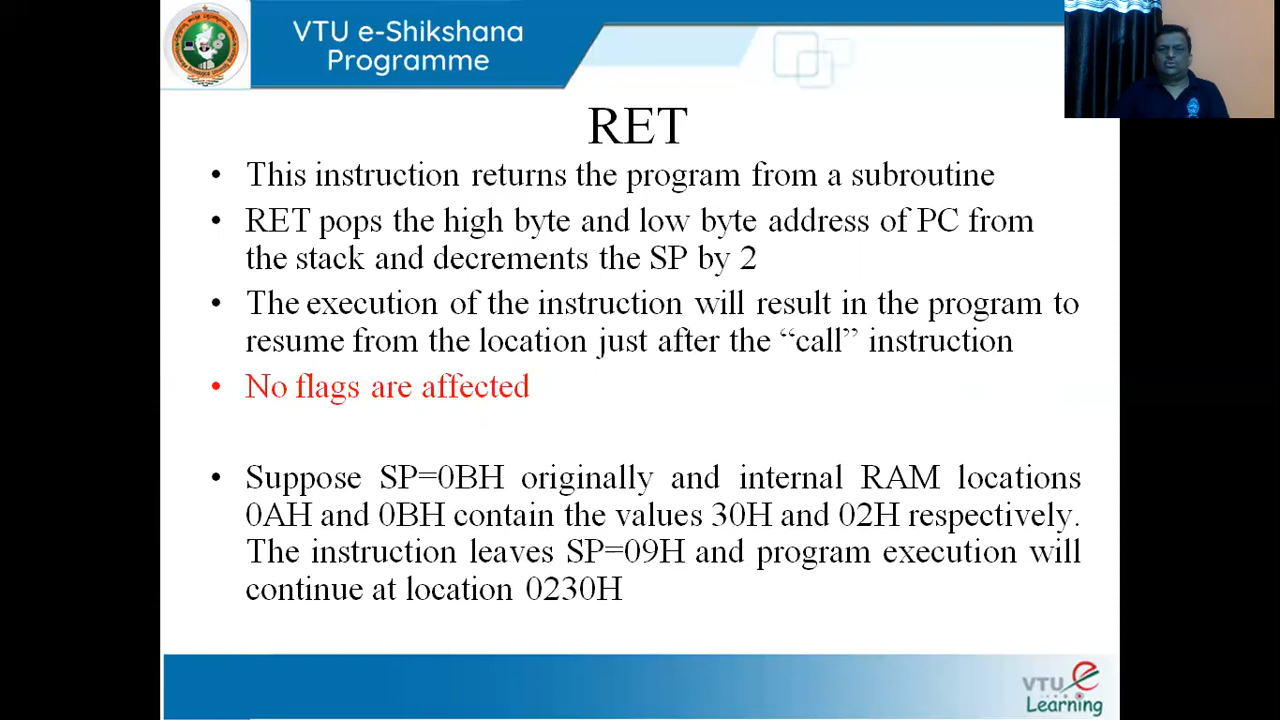 VTU e-Shikshana
Programme
RET
• This instruction returns the program from a subroutine
• RET pops the high byte and low byte address of PC from
the stack and decrements the SP by 2
• The execution of the instruction will result in the program to
resume from the location just after the “call” instruction
• No flags are affected
• Suppose SP=0BH originally and internal RAM locations
0AH and 0BH contain the values 30H and 02H respectively.
The instruction leaves SP=09H and program execution will
continue at location 0230H
VTU e
Learning